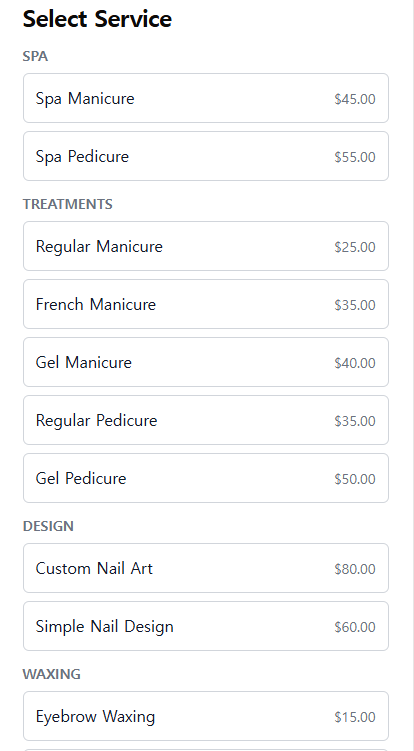 Select Service
SPA
Spa Manicure $45.00
Spa Pedicure $55.00
TREATMENTS
Regular Manicure $25.00
French Manicure $35.00
Gel Manicure $40.00
Regular Pedicure $35.00
Gel Pedicure $50.00
DESIGN
Custom Nail Art $80.00
Simple Nail Design $60.00
WAXING
Eyebrow Waxing $15.00